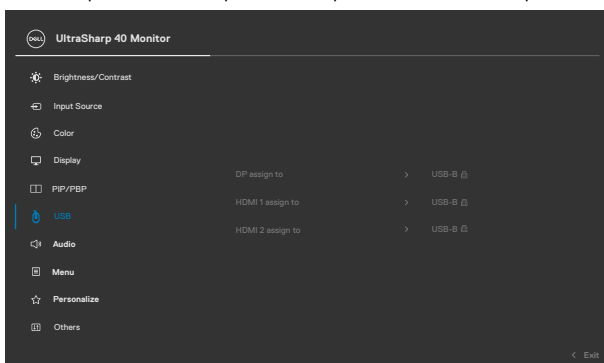 DELL UltraSharp 40 Monitor
Brightness/Contrast
Input Source
Color
Display
DP assign to > USB-B
PIP/PBP
HDMI 1 assign to > USB-B
USB
HDMI 2 assign to > USB-B
Audio
Menu
Personalize
Others
< Exit